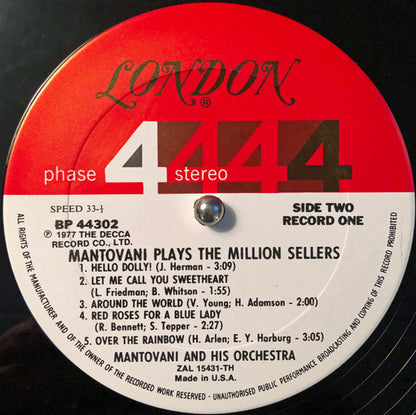 LONDON
®
phase 4444 stereo
SPEED 33-⅓
BP 44302
℗ 1977 THE DECCA
RECORD CO., LTD.
SIDE TWO
RECORD ONE
MANTOVANI PLAYS THE MILLION SELLERS
1. HELLO DOLLY! (J. Herman - 3:09)
2. LET ME CALL YOU SWEETHEART
(L. Friedman; B. Whitson - 1:55)
3. AROUND THE WORLD (V. Young; H. Adamson - 2:00)
4. RED ROSES FOR A BLUE LADY
(R. Bennett; S. Tepper - 2:27)
5. OVER THE RAINBOW (H. Arlen; E. Y. Harburg - 3:05)
MANTOVANI AND HIS ORCHESTRA
ZAL 15431-TH
Made in U.S.A.
ALL RIGHTS OF THE MANUFACTURER AND OF THE OWNER OF THE RECORDED WORK RESERVED - UNAUTHORISED PUBLIC PERFORMANCE BROADCASTING AND COPYING OF THIS RECORD PROHIBITED